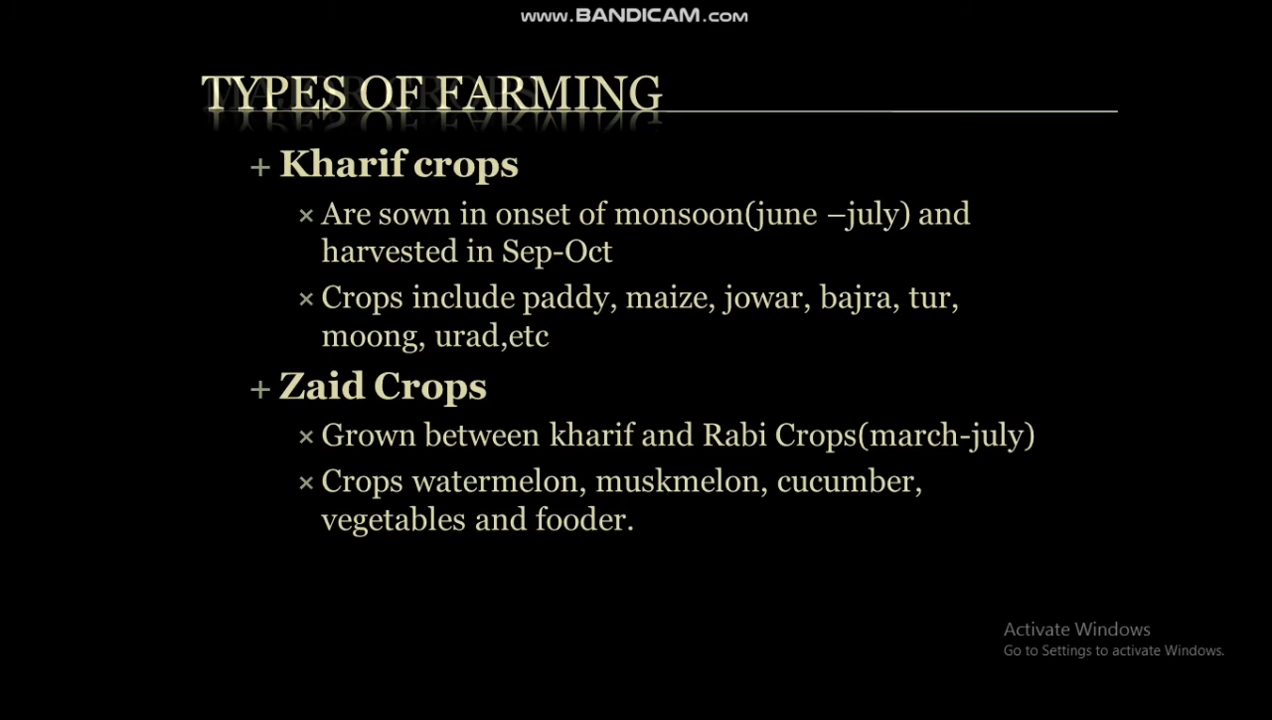 www.BANDICAM.com
TYPES OF FARMING
+ Kharif crops
× Are sown in onset of monsoon(june –july) and
harvested in Sep-Oct
× Crops include paddy, maize, jowar, bajra, tur,
moong, urad,etc
+ Zaid Crops
× Grown between kharif and Rabi Crops(march-july)
× Crops watermelon, muskmelon, cucumber,
vegetables and fooder.
Activate Windows
Go to Settings to activate Windows.